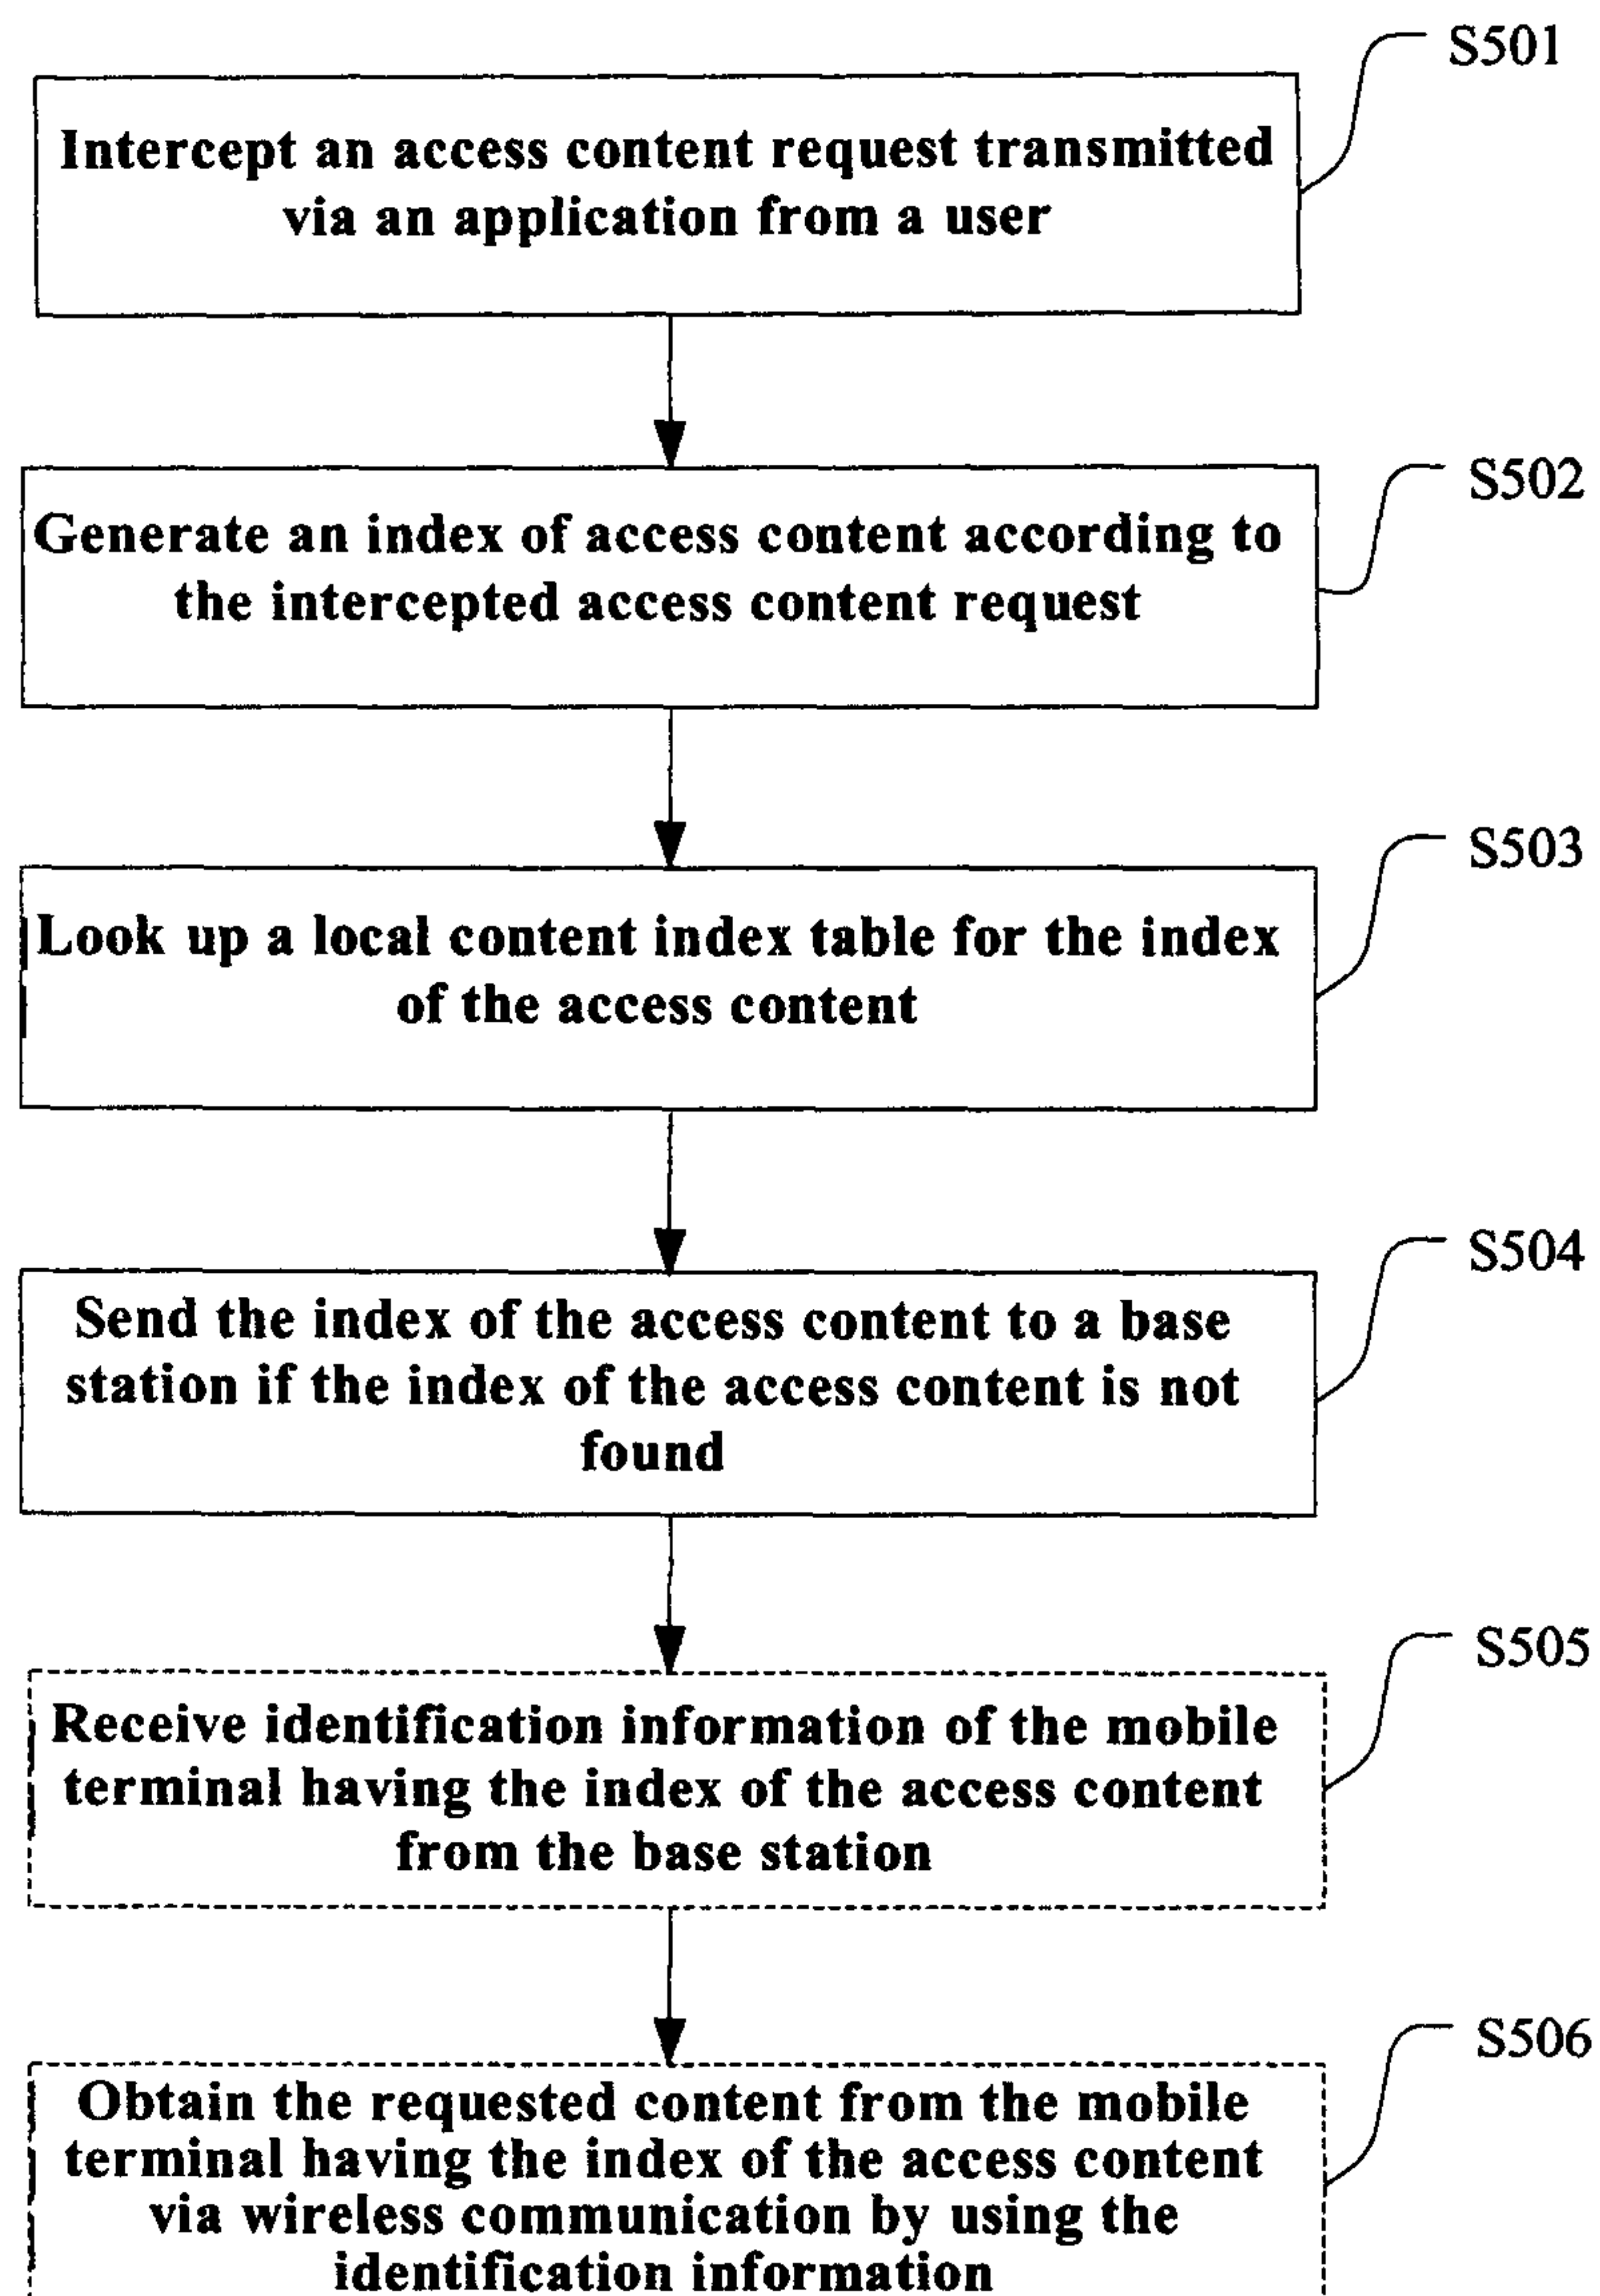 S501
Intercept an access content request transmitted
via an application from a user
S502
Generate an index of access content according to
the intercepted access content request
S503
Look up a local content index table for the index
of the access content
S504
Send the index of the access content to a base
station if the index of the access content is not
found
S505
Receive identification information of the mobile
terminal having the index of the access content
from the base station
S506
Obtain the requested content from the mobile
terminal having the index of the access content
via wireless communication by using the
identification information